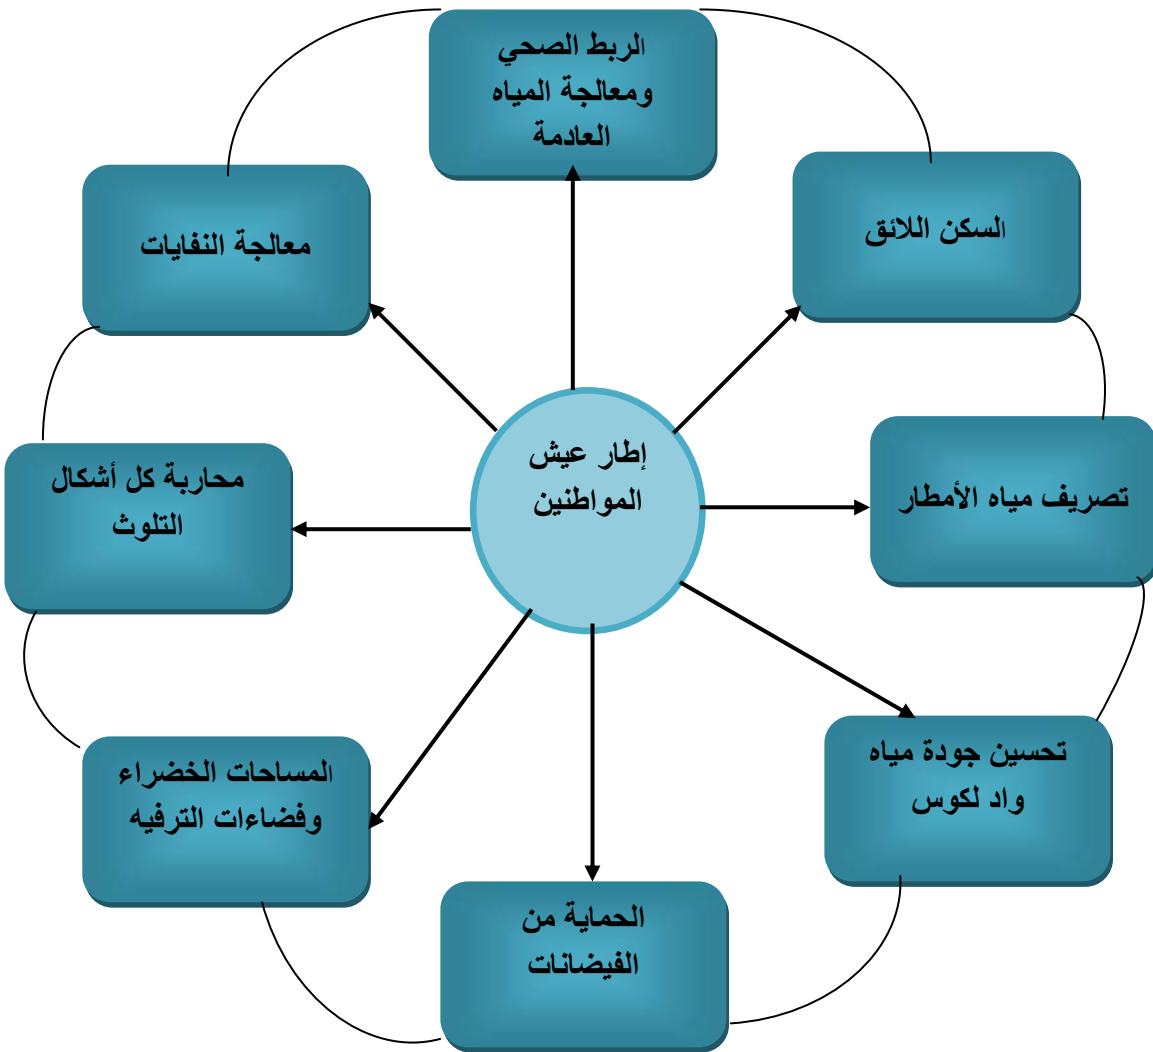 الربط الصحي
ومعالجة المياه
العادمة
السكن اللائق
معالجة النفايات
إطار عيش
المواطنين
تصريف مياه الأمطار
محاربة كل أشكال
التلوث
تحسين جودة مياه
واد لكوس
المساحات الخضراء
وفضاءات الترفيه
الحماية من
الفيضانات